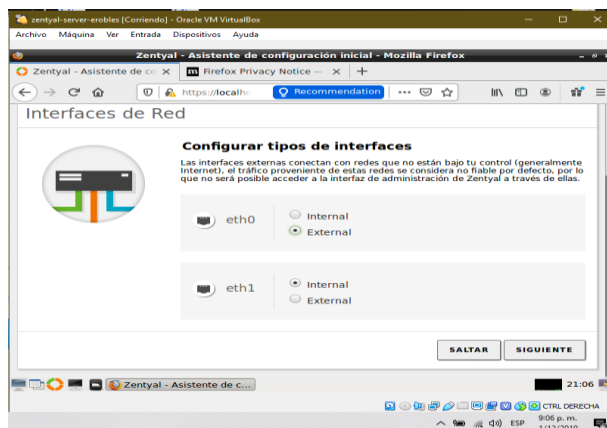 zentyal-server-erobles [Corriendo] - Oracle VM VirtualBox
Archivo Máquina Ver Entrada Dispositivos Ayuda
Zentyal - Asistente de configuración inicial - Mozilla Firefox
Zentyal - Asistente de co
Firefox Privacy Notice —
https://localho
Recommendation
Interfaces de Red
Configurar tipos de interfaces
Las interfaces externas conectan con redes que no están bajo tu control (generalmente
Internet), el tráfico proveniente de estas redes se considera no fiable por defecto, por lo
que no será posible acceder a la interfaz de administración de Zentyal a través de ellas.
eth0
Internal
External
eth1
Internal
External
SALTAR
SIGUIENTE
Zentyal - Asistente de c...
21:06
CTRL DERECHA
ESP
9:06 p. m.
1/12/2019